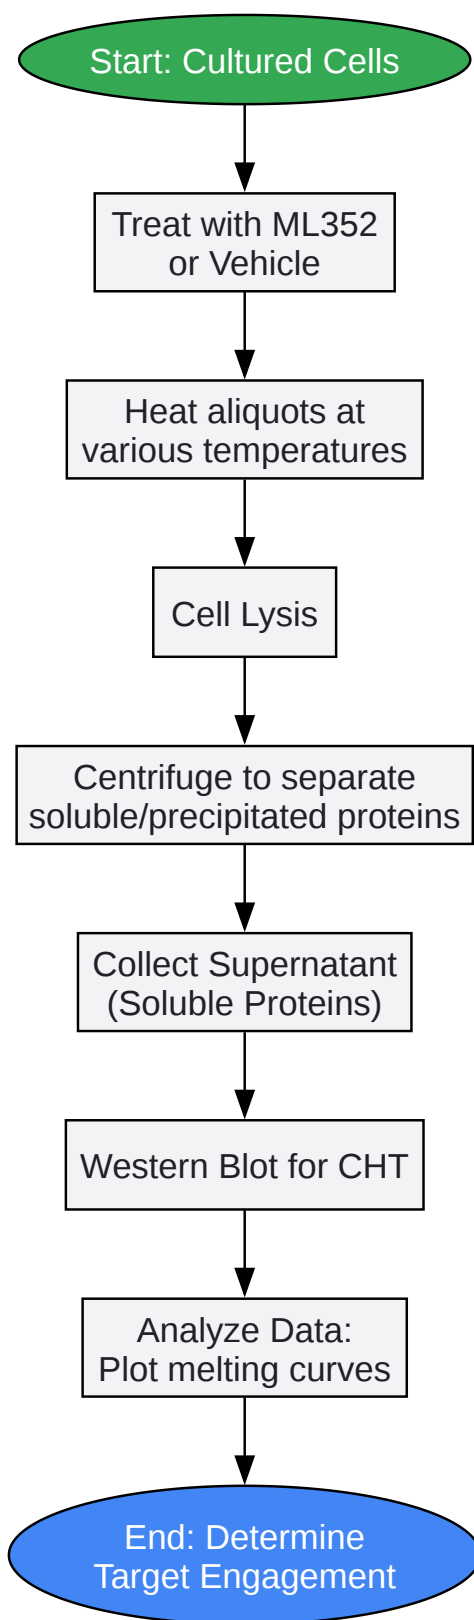 Start: Cultured Cells
Treat with ML352
or Vehicle
Heat aliquots at
various temperatures
Cell Lysis
Centrifuge to separate
soluble/precipitated proteins
Collect Supernatant
(Soluble Proteins)
Western Blot for CHT
Analyze Data:
Plot melting curves
End: Determine
Target Engagement